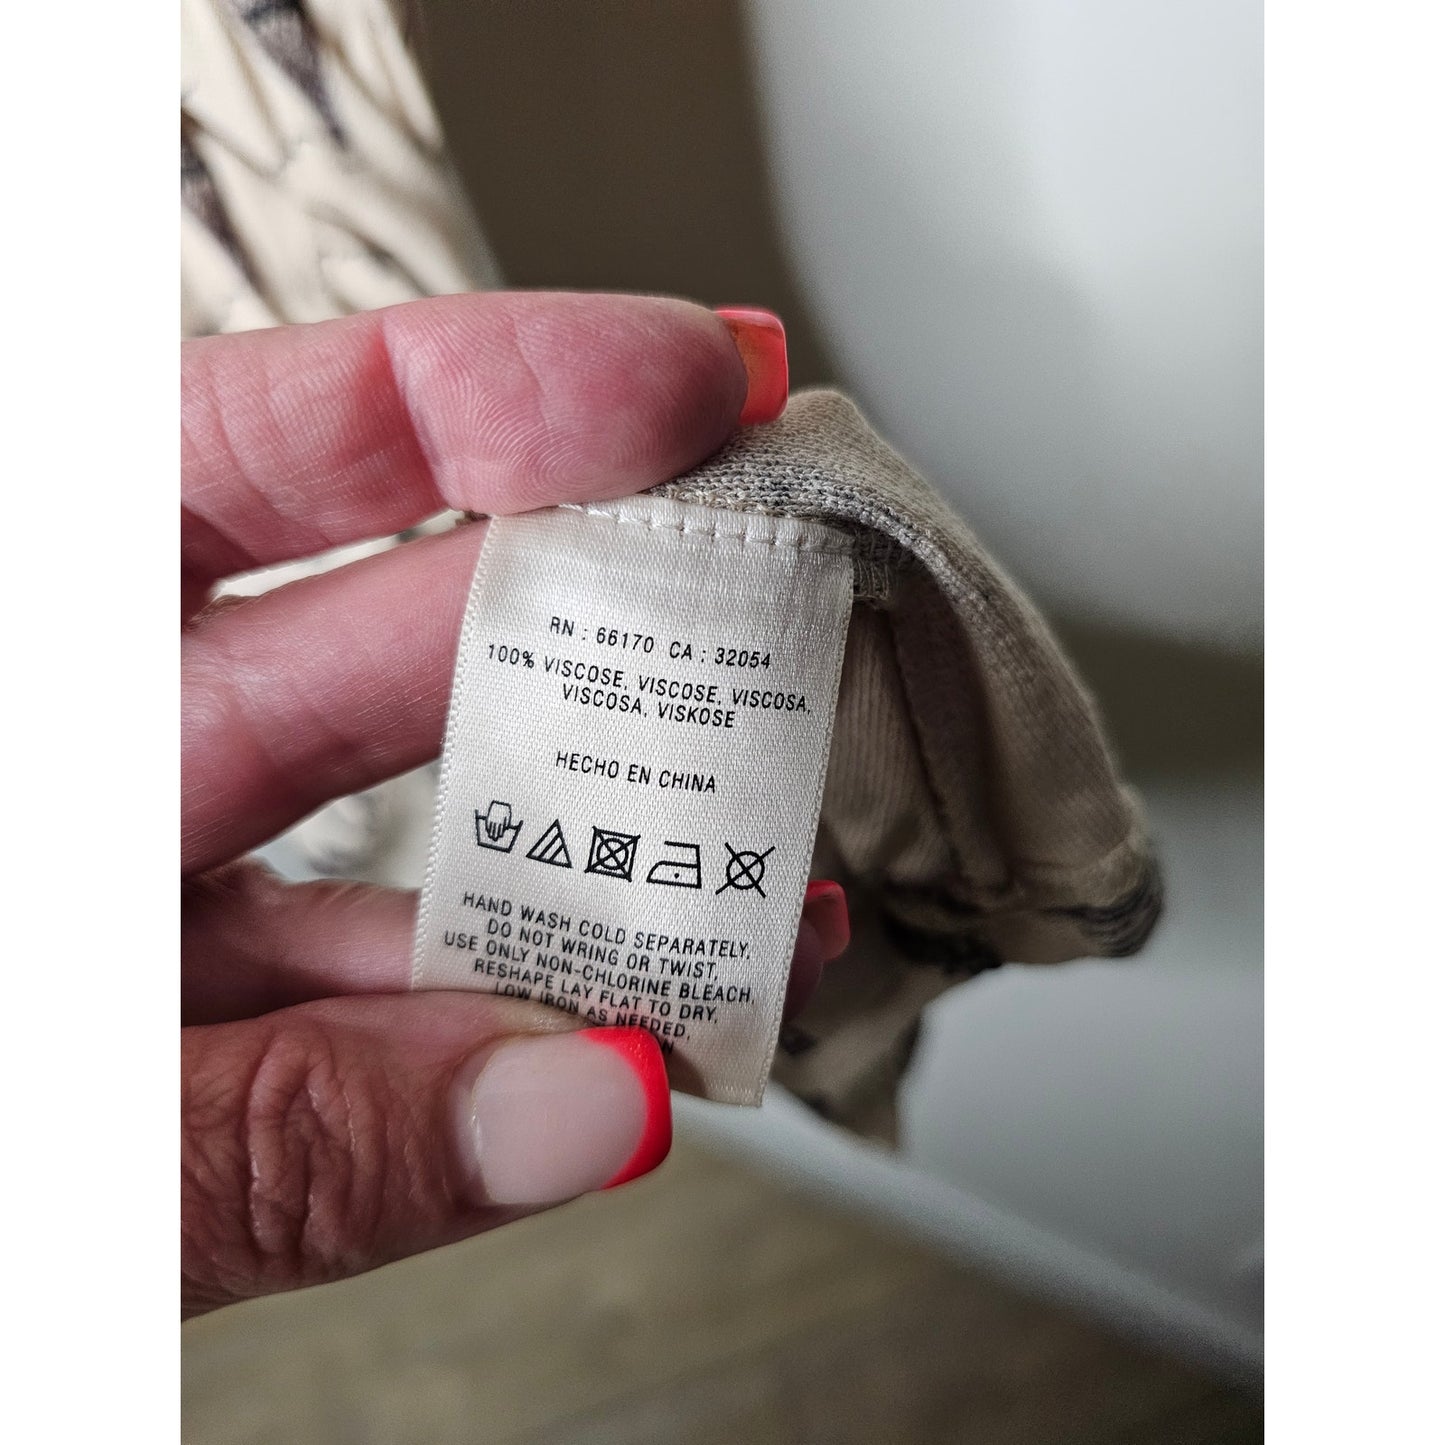 RN : 66170 CA : 32054
100% VISCOSE, VISCOSE, VISCOSA,
VISCOSA, VISKOSE
HECHO EN CHINA
HAND WASH COLD SEPARATELY,
DO NOT WRING OR TWIST,
USE ONLY NON-CHLORINE BLEACH,
RESHAPE LAY FLAT TO DRY,
LOW IRON AS NEEDED,